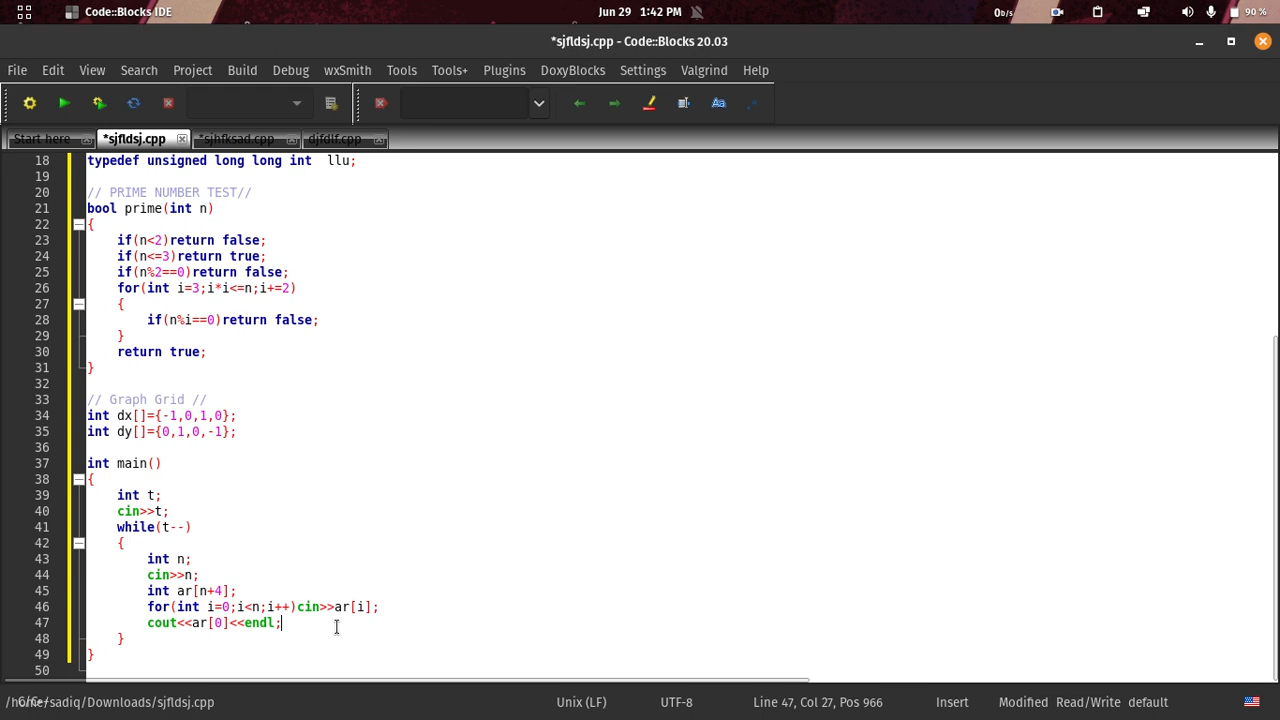 Code::Blocks IDE
Jun 29 1:42 PM
0b/s
90 %
*sjfldsj.cpp - Code::Blocks 20.03
File Edit View Search Project Build Debug wxSmith Tools Tools+ Plugins DoxyBlocks Settings Valgrind Help
Start here *sjfldsj.cpp *sjhfksad.cpp djfdlf.cpp
18 typedef unsigned long long int  llu;
19
20 // PRIME NUMBER TEST//
21 bool prime(int n)
22 {
23     if(n<2)return false;
24     if(n<=3)return true;
25     if(n%2==0)return false;
26     for(int i=3;i*i<=n;i+=2)
27     {
28         if(n%i==0)return false;
29     }
30     return true;
31 }
32
33 // Graph Grid //
34 int dx[]={-1,0,1,0};
35 int dy[]={0,1,0,-1};
36
37 int main()
38 {
39     int t;
40     cin>>t;
41     while(t--)
42     {
43         int n;
44         cin>>n;
45         int ar[n+4];
46         for(int i=0;i<n;i++)cin>>ar[i];
47         cout<<ar[0]<<endl;
48     }
49 }
50
/home/sadiq/Downloads/sjfldsj.cpp Unix (LF) UTF-8 Line 47, Col 27, Pos 966 Insert Modified Read/Write default